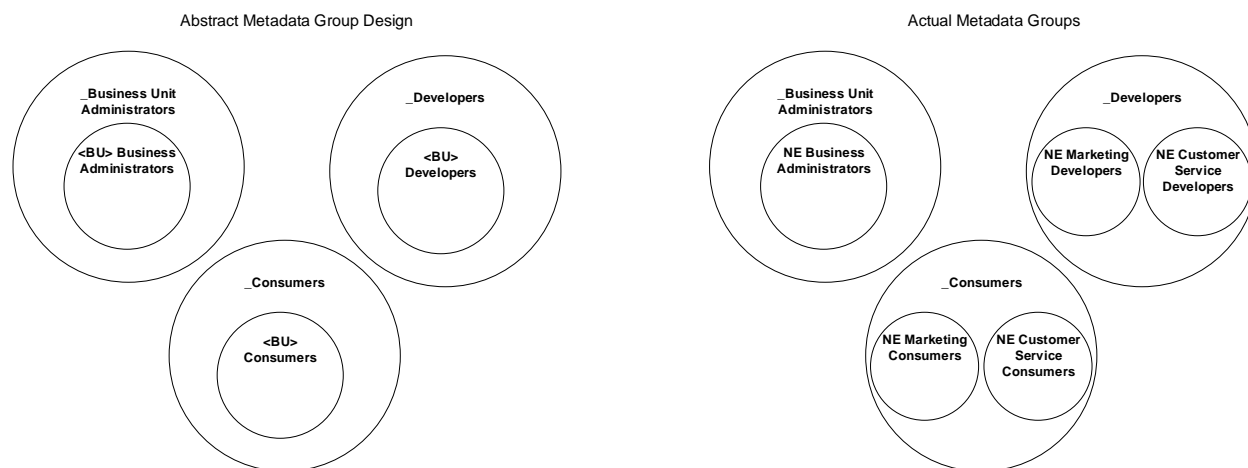 Abstract Metadata Group Design
_Business Unit
Administrators
<BU> Business
Administrators
_Developers
<BU>
Developers
_Consumers
<BU>
Consumers
Actual Metadata Groups
_Business Unit
Administrators
NE Business
Administrators
_Developers
NE Marketing
Developers
NE Customer
Service
Developers
_Consumers
NE Marketing
Consumers
NE Customer
Service
Consumers